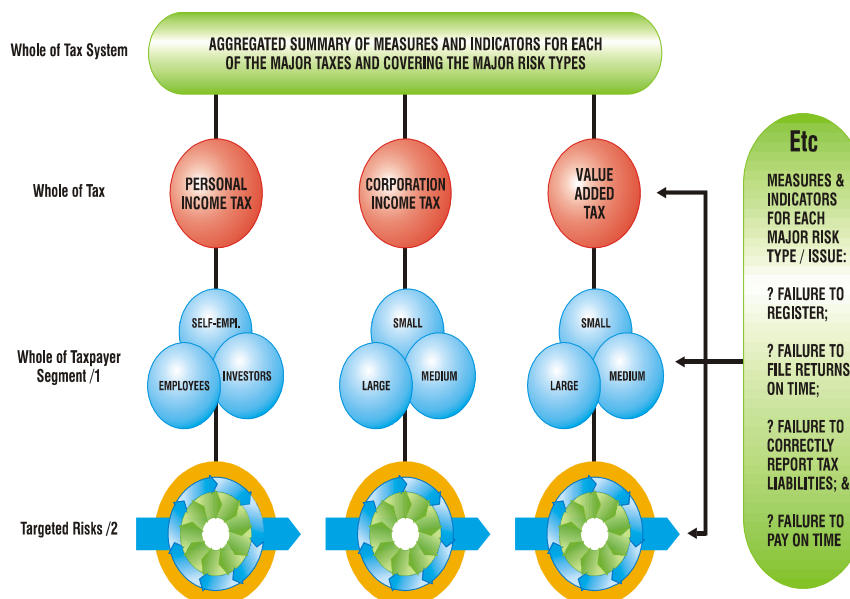 Whole of Tax System
AGGREGATED SUMMARY OF MEASURES AND INDICATORS FOR EACH
OF THE MAJOR TAXES AND COVERING THE MAJOR RISK TYPES
Whole of Tax
PERSONAL
INCOME TAX
CORPORATION
INCOME TAX
VALUE
ADDED
TAX
Whole of Taxpayer
Segment /1
SELF-EMPL.
EMPLOYEES
INVESTORS
SMALL
LARGE
MEDIUM
SMALL
LARGE
MEDIUM
Targeted Risks /2
Etc
MEASURES &
INDICATORS
FOR EACH
MAJOR RISK
TYPE / ISSUE:
? FAILURE TO
REGISTER;
? FAILURE TO
FILE RETURNS
ON TIME;
? FAILURE TO
CORRECTLY
REPORT TAX
LIABILITIES; &
? FAILURE TO
PAY ON TIME